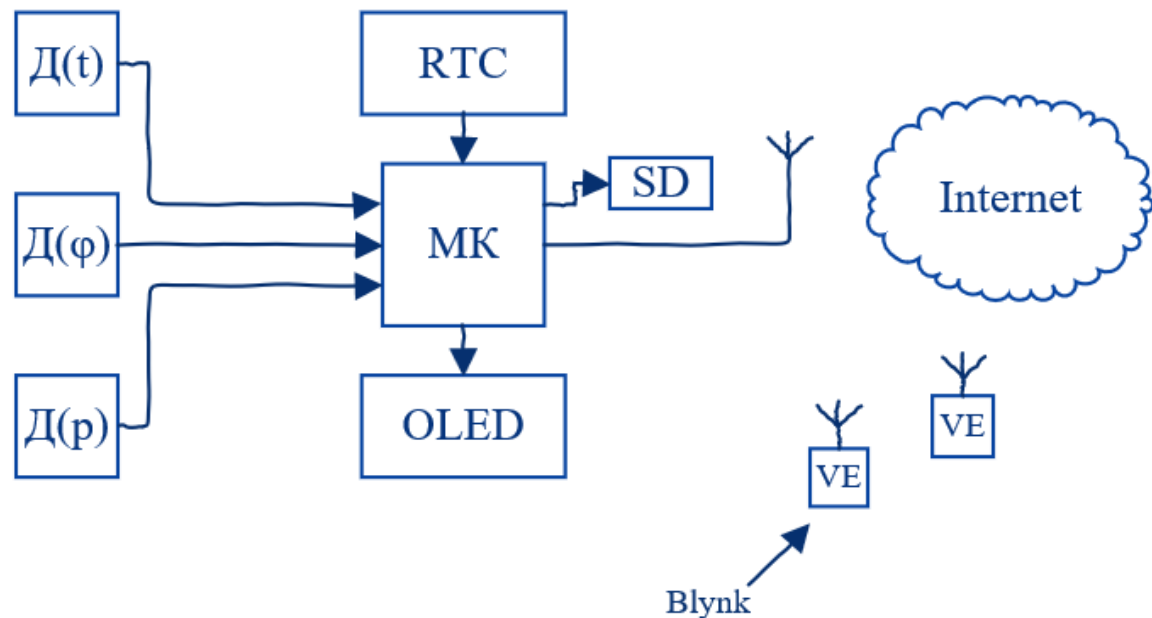 Д(t)
RTC
Д(φ)
МК
SD
Internet
Д(p)
OLED
VE
VE
Blynk